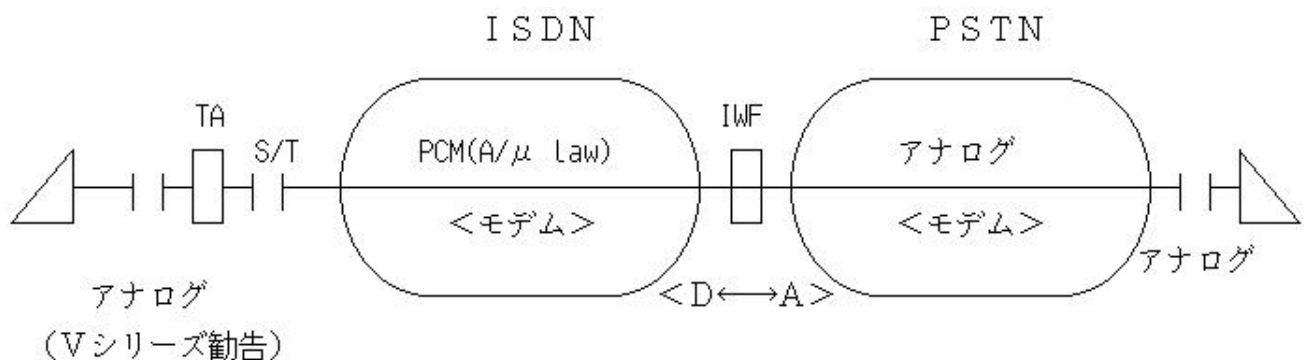 ISDN
PSTN
TA
S/T
PCM(A/μ law)
<モデム>
IWF
アナログ
<モデム>
アナログ
<D←→A>
アナログ
(Vシリーズ勧告)